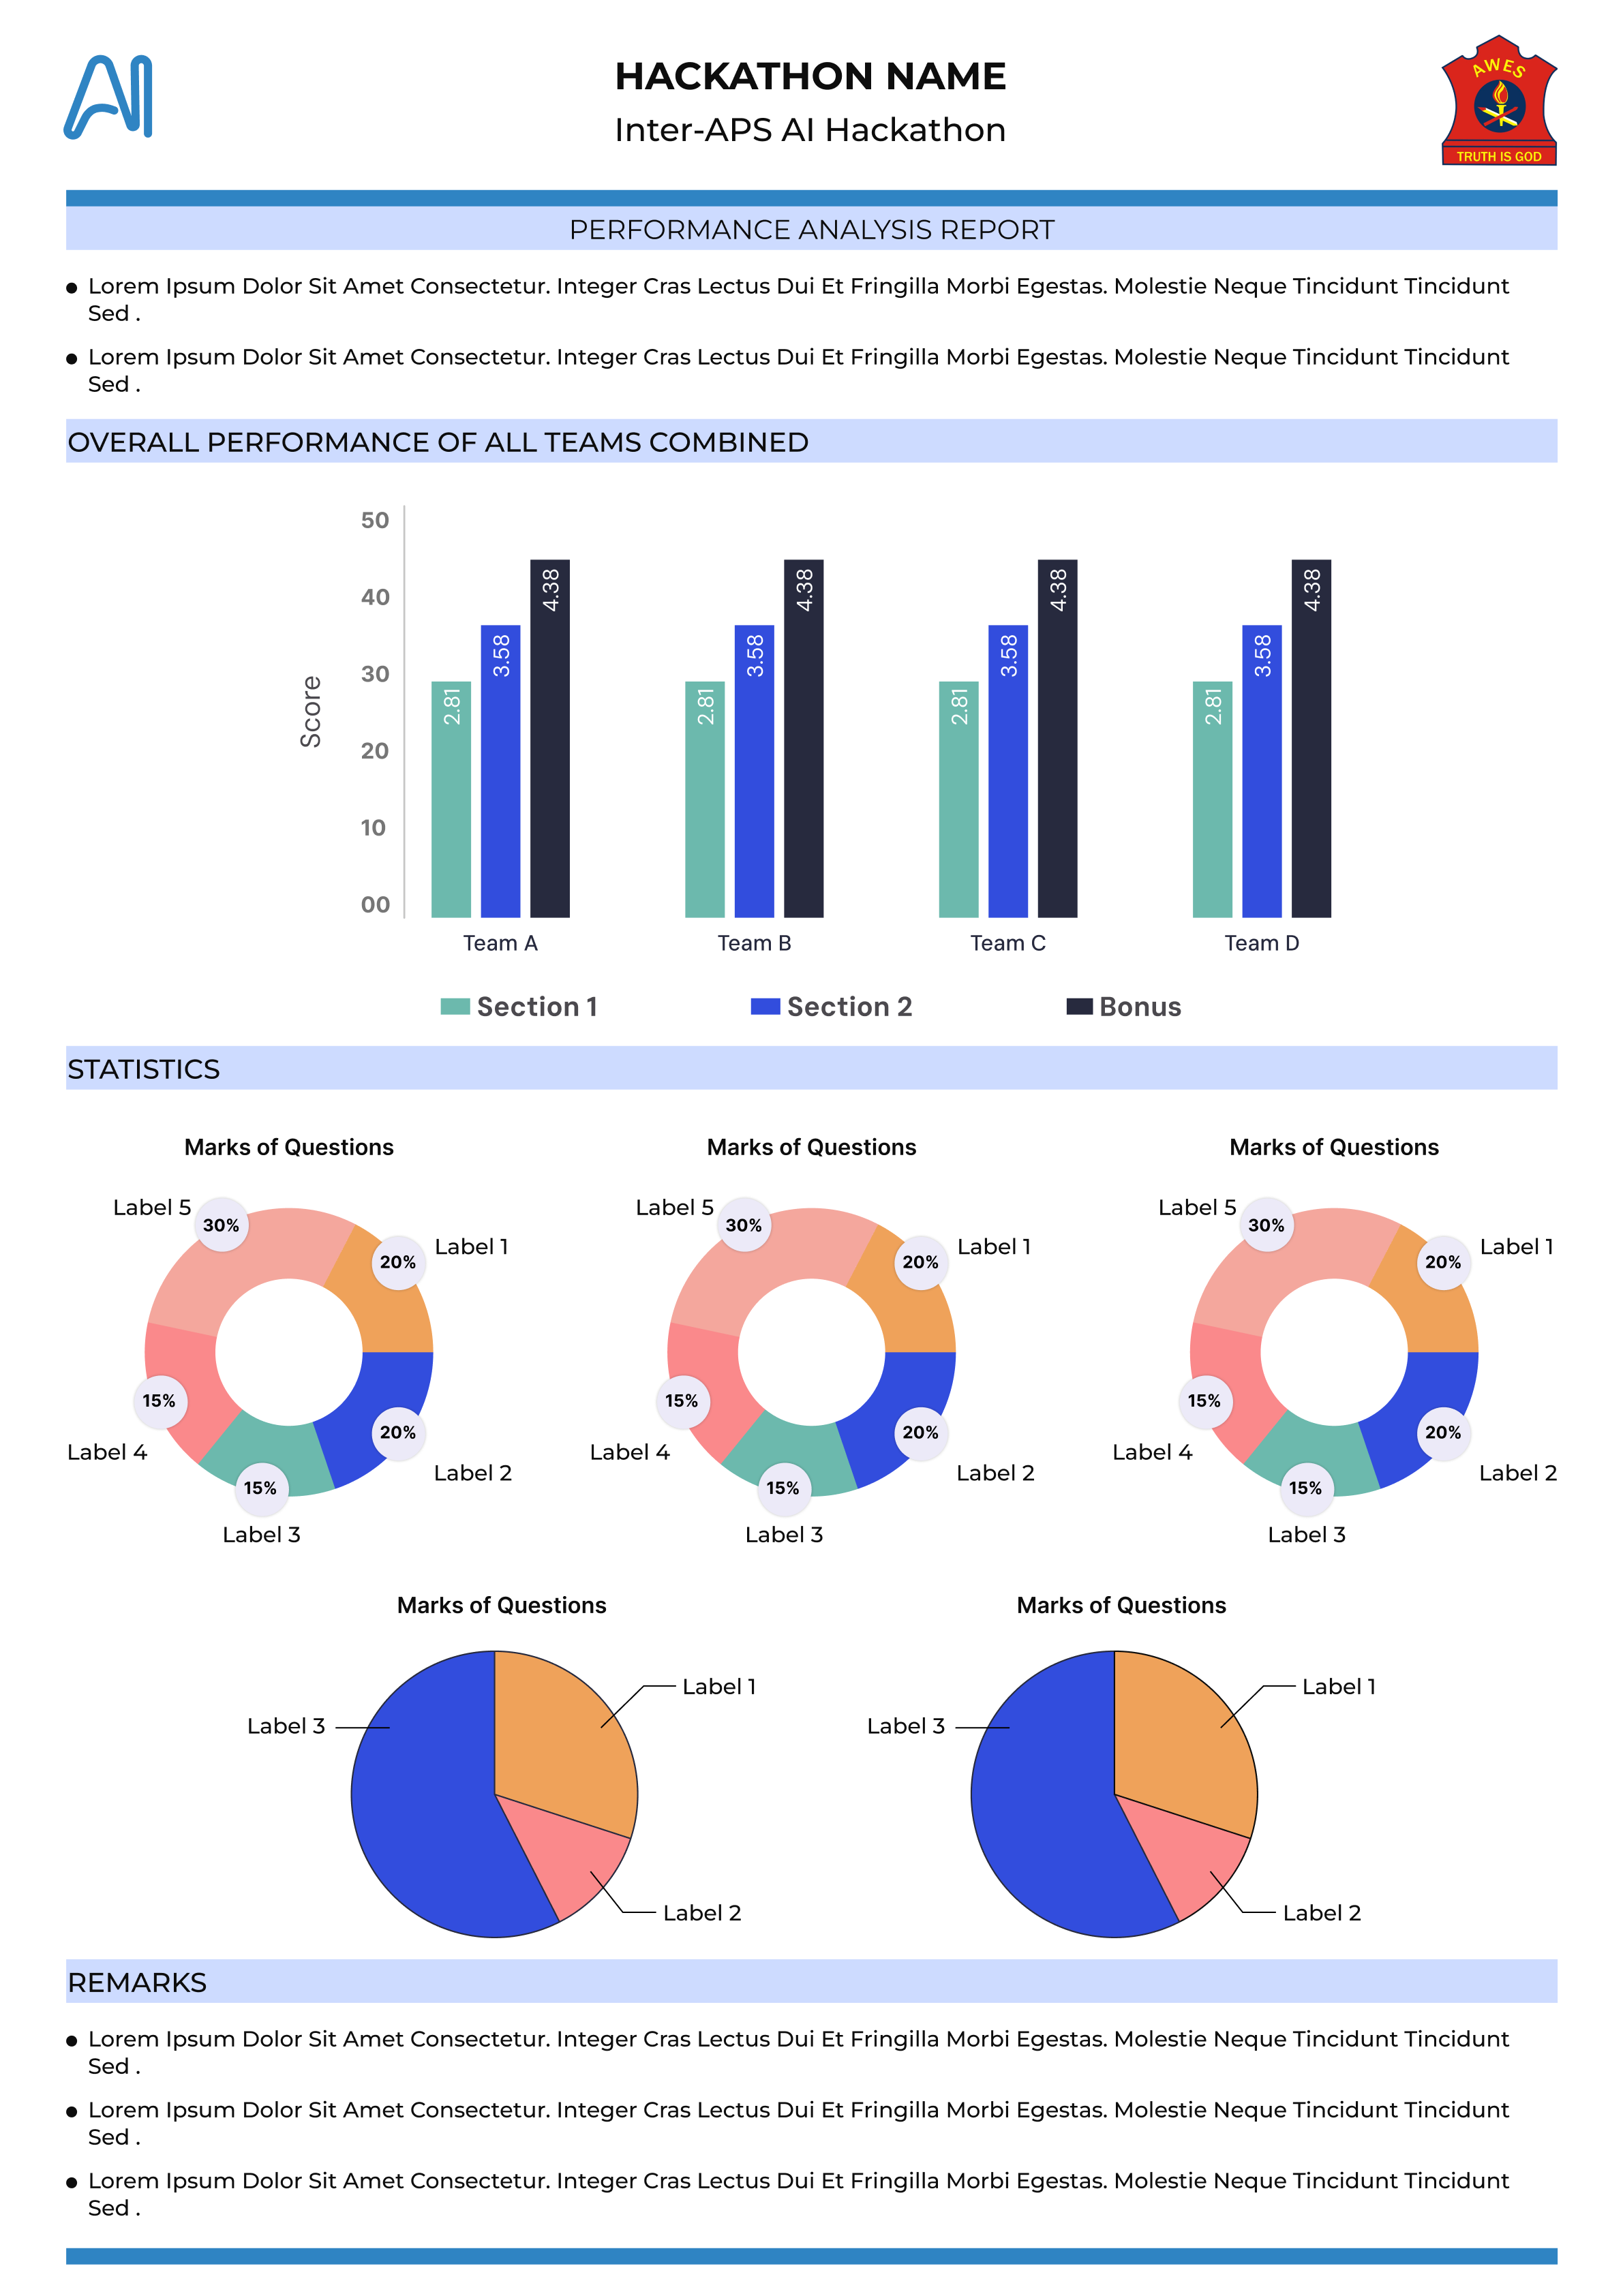 AI
HACKATHON NAME
Inter-APS AI Hackathon
AWES
TRUTH IS GOD
PERFORMANCE ANALYSIS REPORT
Lorem Ipsum Dolor Sit Amet Consectetur. Integer Cras Lectus Dui Et Fringilla Morbi Egestas. Molestie Neque Tincidunt Tincidunt
Sed .
Lorem Ipsum Dolor Sit Amet Consectetur. Integer Cras Lectus Dui Et Fringilla Morbi Egestas. Molestie Neque Tincidunt Tincidunt
Sed .
OVERALL PERFORMANCE OF ALL TEAMS COMBINED
Score
50
40
30
20
10
00
2.81
3.58
4.38
2.81
3.58
4.38
2.81
3.58
4.38
2.81
3.58
4.38
Team A
Team B
Team C
Team D
Section 1
Section 2
Bonus
STATISTICS
Marks of Questions
Label 5
30%
20%
Label 1
15%
Label 4
20%
Label 2
15%
Label 3
Marks of Questions
Label 5
30%
20%
Label 1
15%
Label 4
20%
Label 2
15%
Label 3
Marks of Questions
Label 5
30%
20%
Label 1
15%
Label 4
20%
Label 2
15%
Label 3
Marks of Questions
Label 1
Label 3
Label 2
Marks of Questions
Label 1
Label 3
Label 2
REMARKS
Lorem Ipsum Dolor Sit Amet Consectetur. Integer Cras Lectus Dui Et Fringilla Morbi Egestas. Molestie Neque Tincidunt Tincidunt
Sed .
Lorem Ipsum Dolor Sit Amet Consectetur. Integer Cras Lectus Dui Et Fringilla Morbi Egestas. Molestie Neque Tincidunt Tincidunt
Sed .
Lorem Ipsum Dolor Sit Amet Consectetur. Integer Cras Lectus Dui Et Fringilla Morbi Egestas. Molestie Neque Tincidunt Tincidunt
Sed .